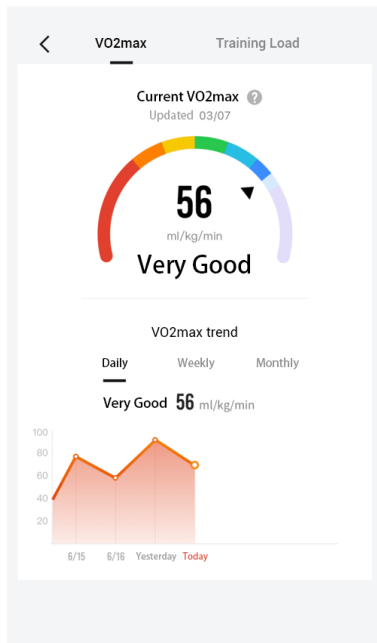 VO2max Training Load
Current VO2max ?
Updated 03/07
56
ml/kg/min
Very Good
VO2max trend
Daily Weekly Monthly
Very Good 56 ml/kg/min
100
80
60
40
20
6/15 6/16 Yesterday Today